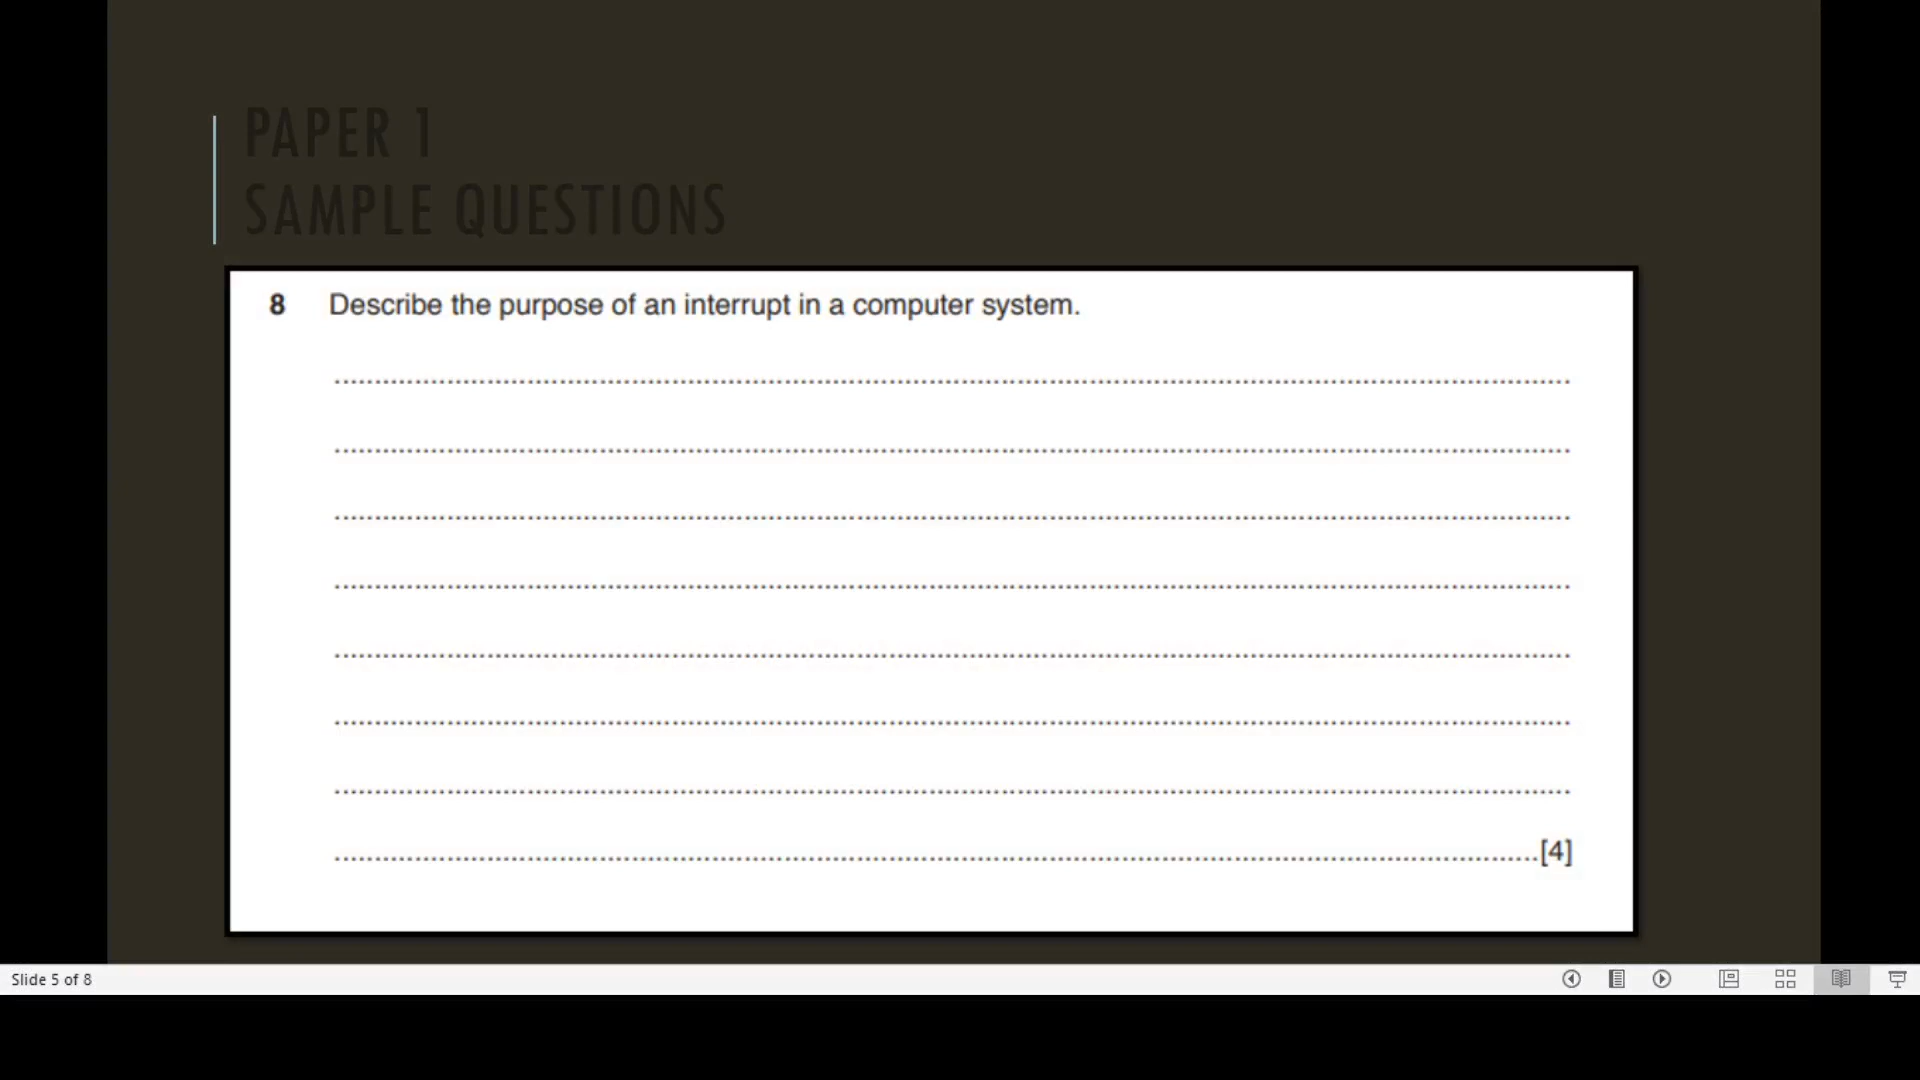 PAPER 1
SAMPLE QUESTIONS
8 Describe the purpose of an interrupt in a computer system.
[4]
Slide 5 of 8